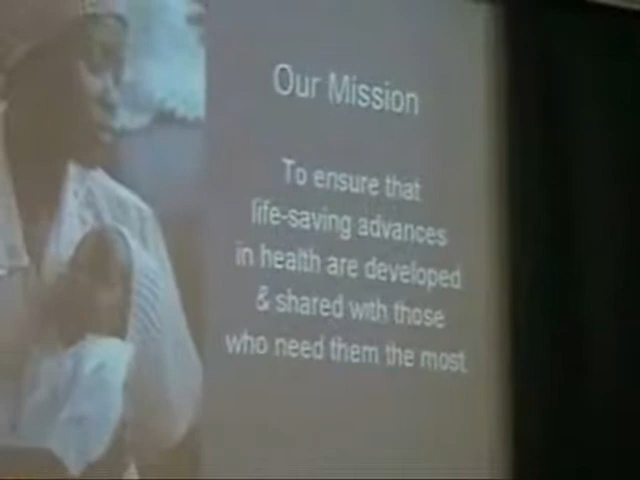 Our Mission
To ensure that
life-saving advances
in health are developed
& shared with those
who need them the most.